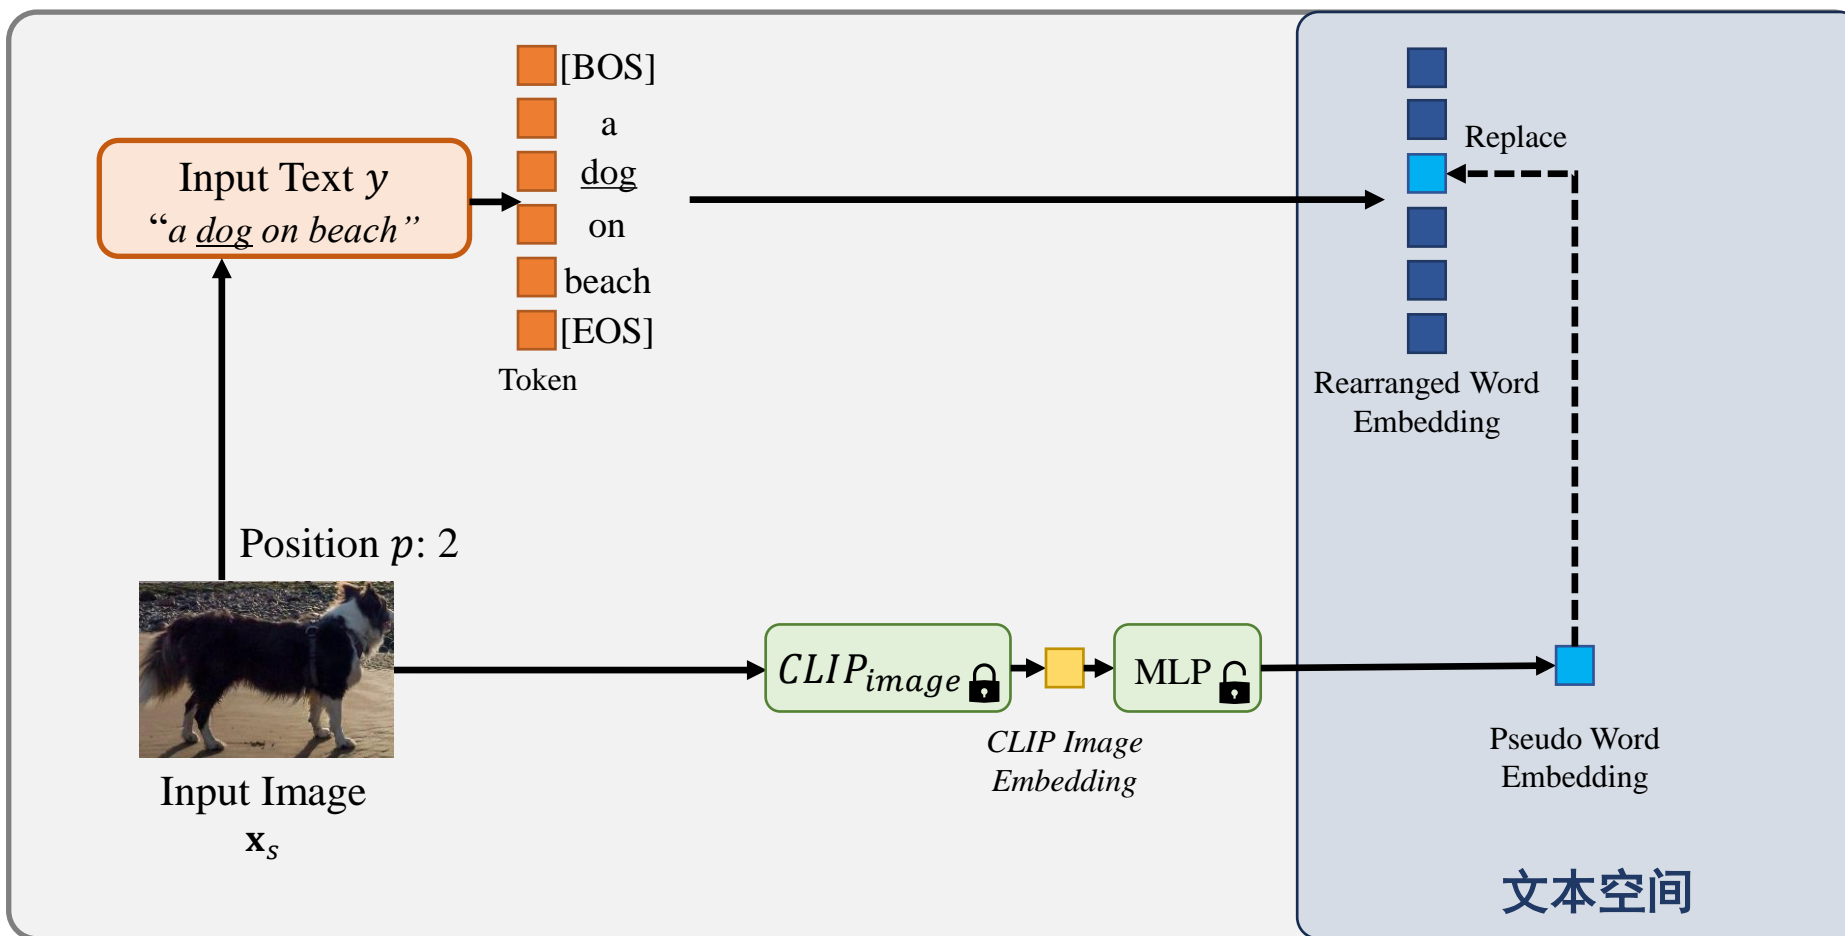 [BOS]
a
dog
on
beach
[EOS]
Token
Input Text y
“a dog on beach”
Replace
Rearranged Word
Embedding
Position p: 2
Input Image
xₛ
CLIP_image
CLIP Image
Embedding
MLP
Pseudo Word
Embedding
文本空间